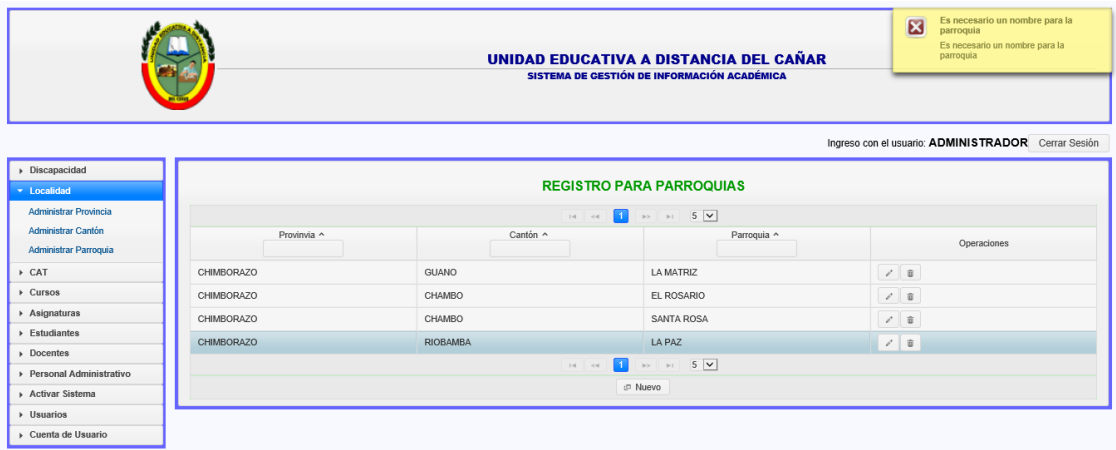 Es necesario un nombre para la
parroquia
Es necesario un nombre para la
parroquia
UNIDAD EDUCATIVA A DISTANCIA DEL CAÑAR
SISTEMA DE GESTIÓN DE INFORMACIÓN ACADÉMICA
Ingreso con el usuario: ADMINISTRADOR Cerrar Sesión
Discapacidad
Localidad
Administrar Provincia
Administrar Cantón
Administrar Parroquia
CAT
Cursos
Asignaturas
Estudiantes
Docentes
Personal Administrativo
Activar Sistema
Usuarios
Cuenta de Usuario
REGISTRO PARA PARROQUIAS
1 5
Provinvia Cantón Parroquia Operaciones
CHIMBORAZO GUANO LA MATRIZ
CHIMBORAZO CHAMBO EL ROSARIO
CHIMBORAZO CHAMBO SANTA ROSA
CHIMBORAZO RIOBAMBA LA PAZ
1 5
Nuevo